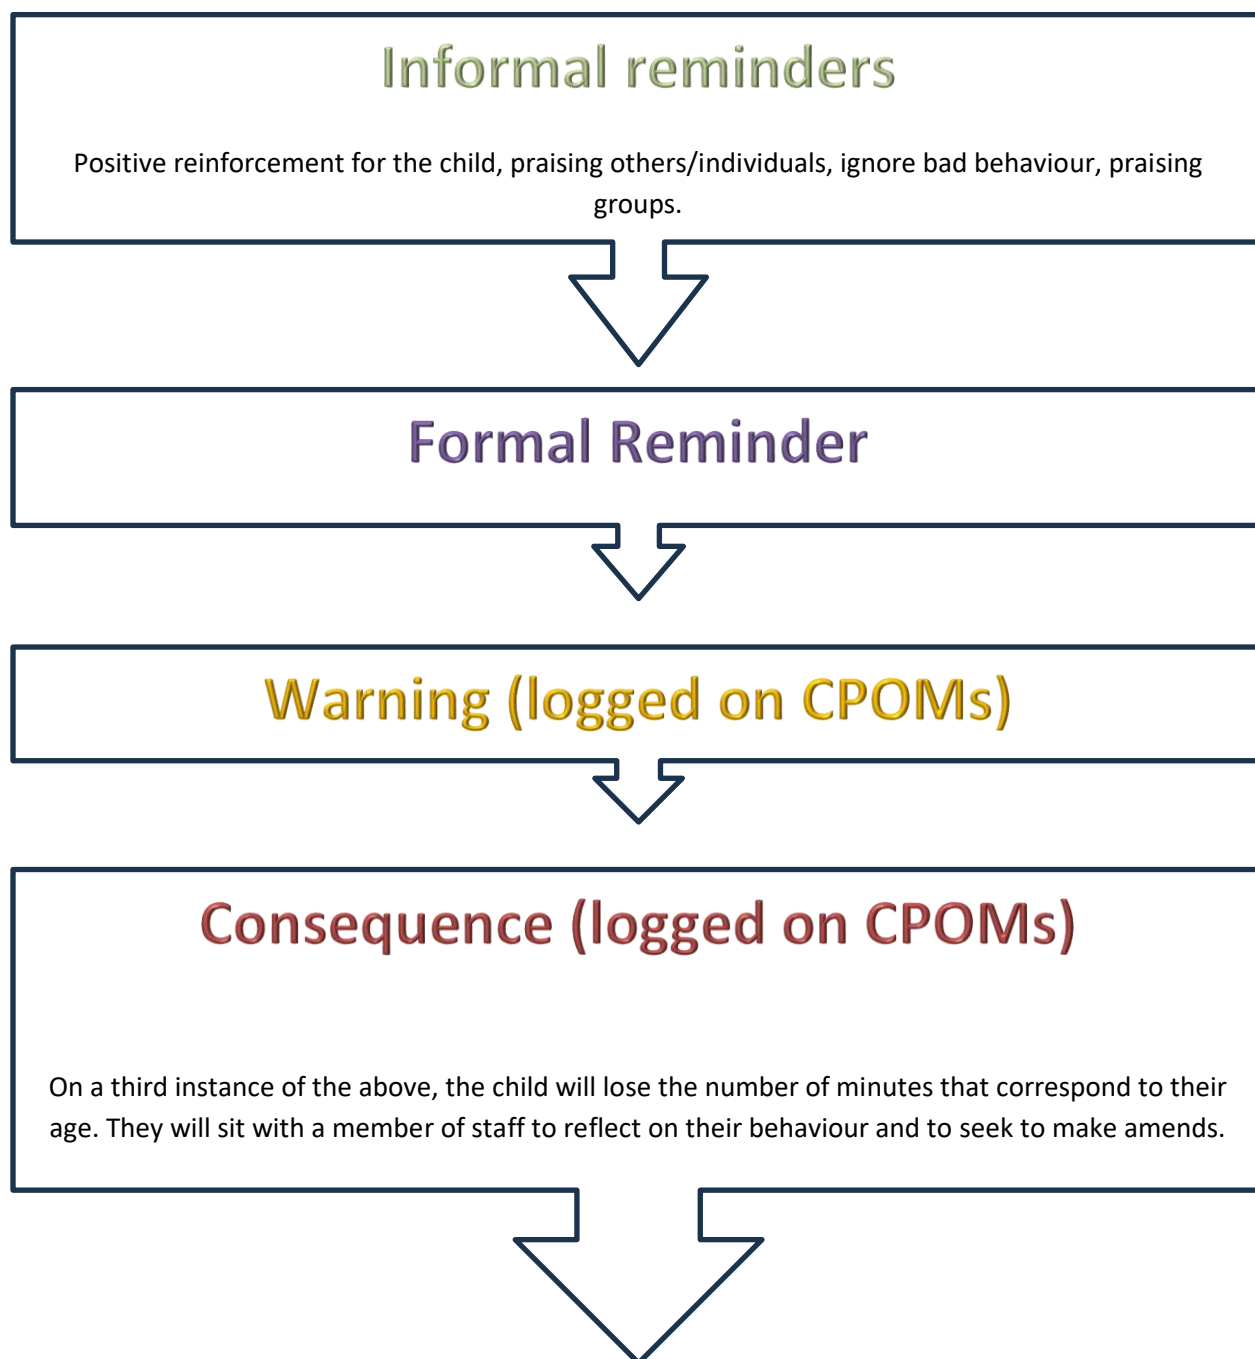 Informal reminders
Positive reinforcement for the child, praising others/individuals, ignore bad behaviour, praising
groups.
Formal Reminder
Warning (logged on CPOMs)
Consequence (logged on CPOMs)
On a third instance of the above, the child will lose the number of minutes that correspond to their
age. They will sit with a member of staff to reflect on their behaviour and to seek to make amends.